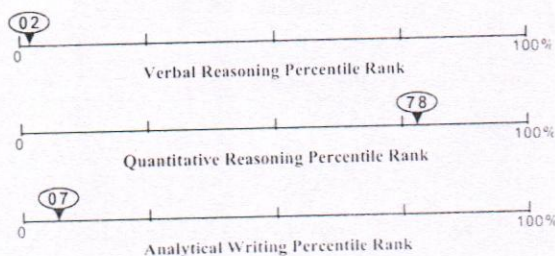 02
0 100%
Verbal Reasoning Percentile Rank
78
0 100%
Quantitative Reasoning Percentile Rank
07
0 100%
Analytical Writing Percentile Rank